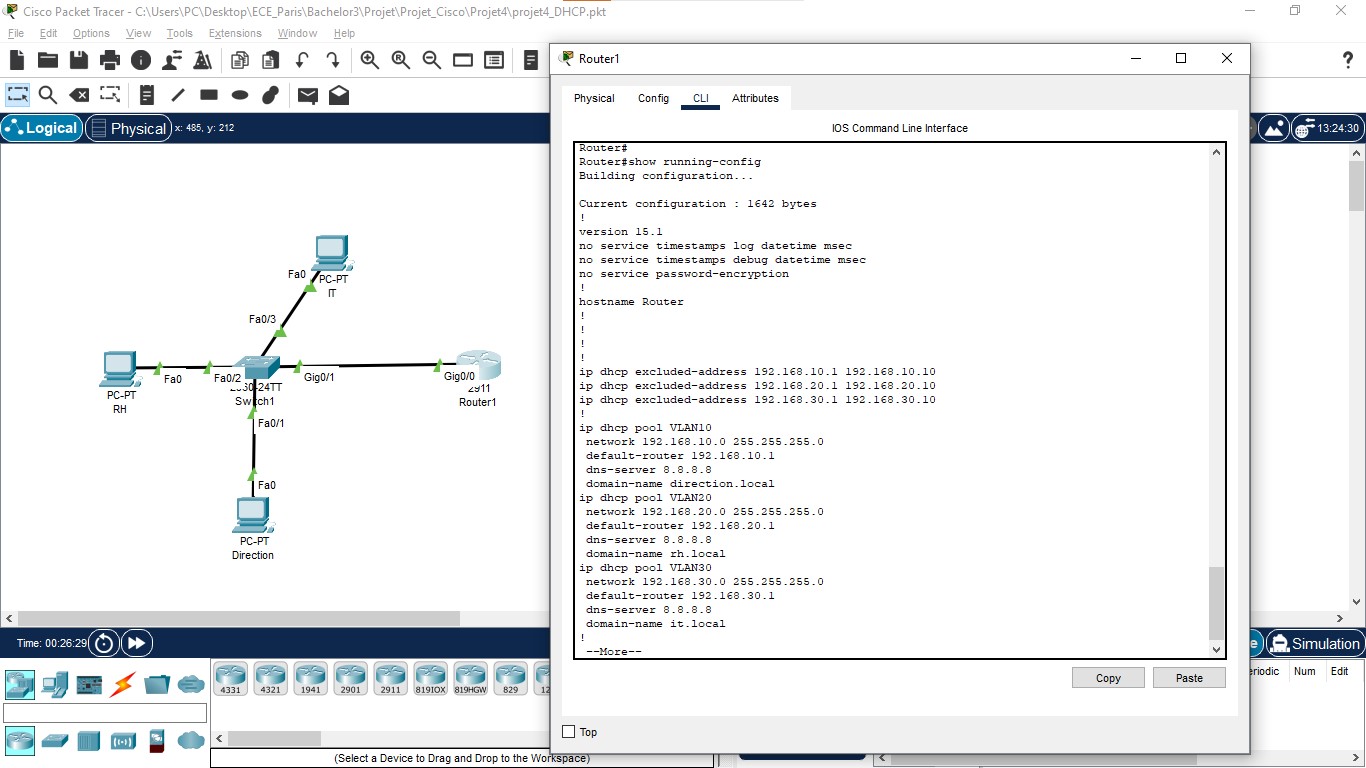 Cisco Packet Tracer - C:\Users\PC\Desktop\ECE_Paris\Bachelor3\Projet\Projet_Cisco\Projet4\projet4_DHCP.pkt
File Edit Options View Tools Extensions Window Help
Logical Physical x: 485, y: 212
13:24:30
Router1
Physical Config CLI Attributes
IOS Command Line Interface
Router#
Router#show running-config
Building configuration...
Current configuration : 1642 bytes
!
version 15.1
no service timestamps log datetime msec
no service timestamps debug datetime msec
no service password-encryption
!
hostname Router
!
!
!
!
ip dhcp excluded-address 192.168.10.1 192.168.10.10
ip dhcp excluded-address 192.168.20.1 192.168.20.10
ip dhcp excluded-address 192.168.30.1 192.168.30.10
!
ip dhcp pool VLAN10
network 192.168.10.0 255.255.255.0
default-router 192.168.10.1
dns-server 8.8.8.8
domain-name direction.local
ip dhcp pool VLAN20
network 192.168.20.0 255.255.255.0
default-router 192.168.20.1
dns-server 8.8.8.8
domain-name rh.local
ip dhcp pool VLAN30
network 192.168.30.0 255.255.255.0
default-router 192.168.30.1
dns-server 8.8.8.8
domain-name it.local
!
--More--
Copy Paste
Top
Fa0
PC-PT
IT
Fa0/3
PC-PT
RH
Fa0
Fa0/2
Switch1
Gig0/1
Gig0/0
2911
Router1
Fa0/1
Fa0
PC-PT
Direction
Time: 00:26:29
Simulation
4331 4321 1941 2901 2911 819IOX 819HGW 829
Num Edit
(Select a Device to Drag and Drop to the Workspace)